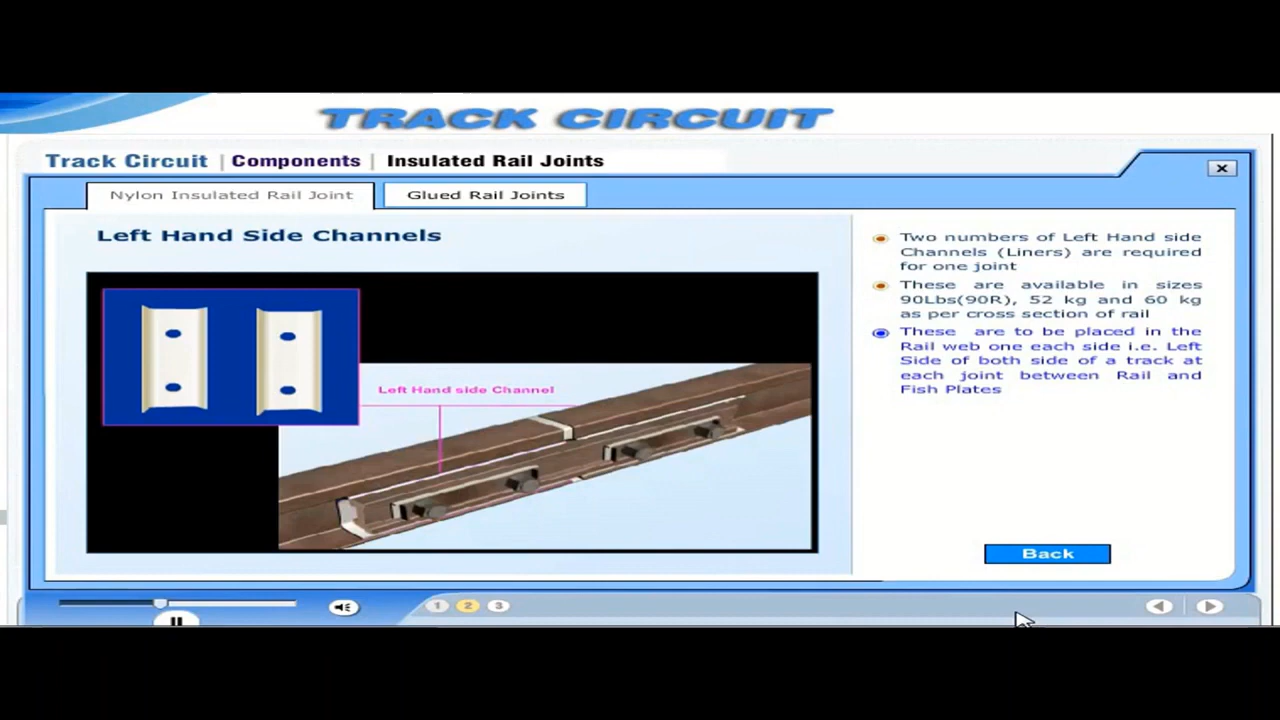 TRACK CIRCUIT
Track Circuit | Components | Insulated Rail Joints
Nylon Insulated Rail Joint
Glued Rail Joints
Left Hand Side Channels
Left Hand side Channel
Two numbers of Left Hand side
Channels (Liners) are required
for one joint
These are available in sizes
90Lbs(90R), 52 kg and 60 kg
as per cross section of rail
These are to be placed in the
Rail web one each side i.e. Left
Side of both side of a track at
each joint between Rail and
Fish Plates
Back
1 2 3